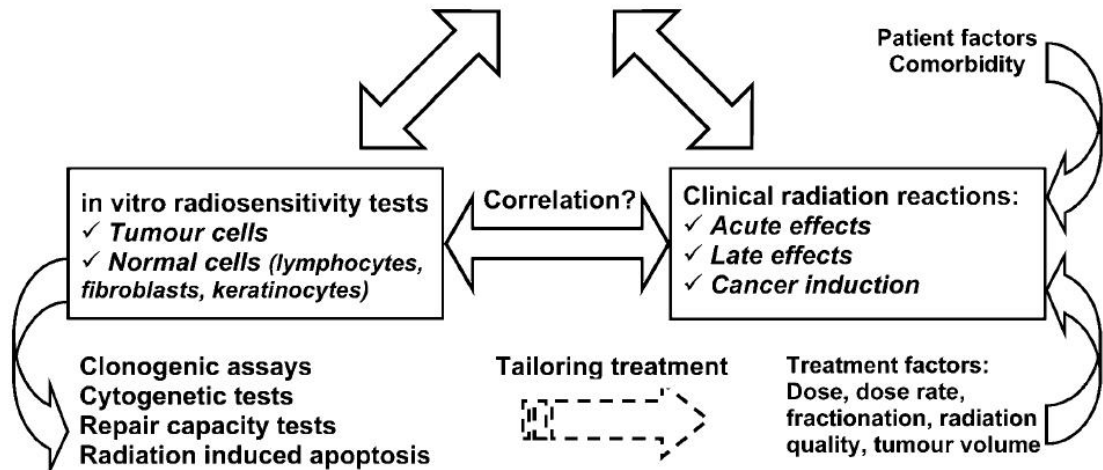 Patient factors
Comorbidity
in vitro radiosensitivity tests
✓ Tumour cells
✓ Normal cells (lymphocytes,
fibroblasts, keratinocytes)
Correlation?
Clinical radiation reactions:
✓ Acute effects
✓ Late effects
✓ Cancer induction
Clonogenic assays
Cytogenetic tests
Repair capacity tests
Radiation induced apoptosis
Tailoring treatment
Treatment factors:
Dose, dose rate,
fractionation, radiation
quality, tumour volume